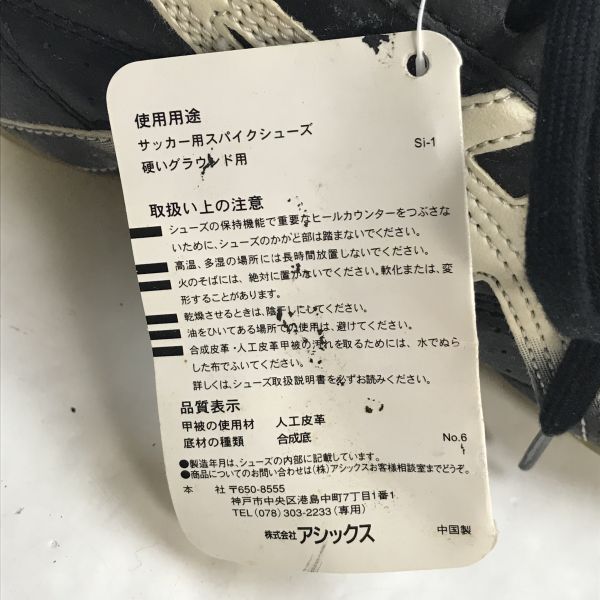 使用用途
サッカー用スパイクシューズ
硬いグラウンド用
Si-1
取扱い上の注意
シューズの保持機能で重要なヒールカウンターをつぶさな
いために、シューズのかかと部は踏まないでください。
高温、多湿の場所には長時間放置しないでください。
火のそばには、絶対に置かないでください。軟化または、変
形することがあります。
乾燥させるときは、陰干しにしてください。
油をひいてある場所での使用は、避けてください。
合成皮革・人工皮革甲被の汚れを取るためには、水でぬら
した布でふいてください。
詳しくは、シューズ取扱説明書を必ずお読みください。
品質表示
甲被の使用材 人工皮革
底材の種類 合成底
No.6
●製造年月は、シューズの内部に記載しています。
●商品についてのお問い合わせは(株)アシックスお客様相談室までどうぞ。
本 社 〒650-8555
神戸市中央区港島中町7丁目1番1
TEL(078) 303-2233(専用)
株式会社 アシックス
中国製